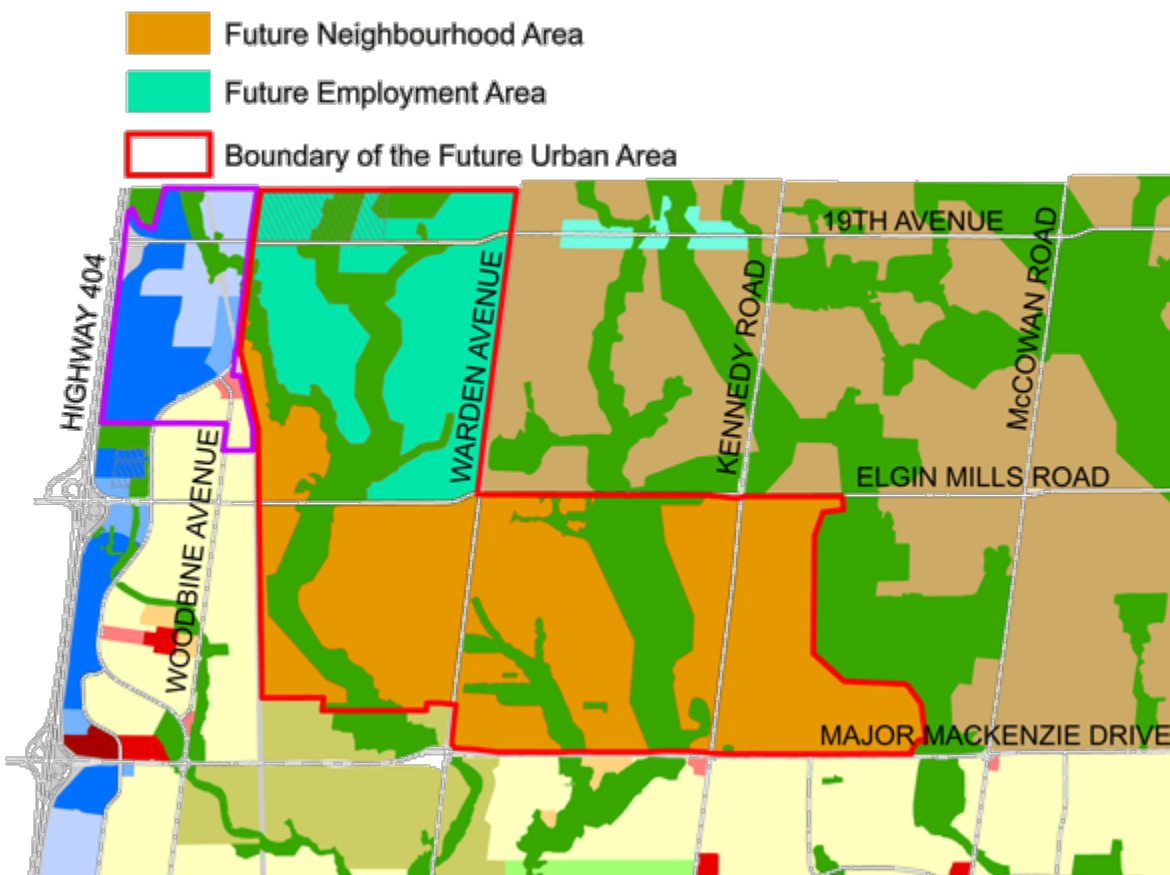 Future Neighbourhood Area
Future Employment Area
Boundary of the Future Urban Area
19TH AVENUE
HIGHWAY 404
WARDEN AVENUE
KENNEDY ROAD
McCOWAN ROAD
ELGIN MILLS ROAD
WOODBINE AVENUE
MAJOR MACKENZIE DRIVE